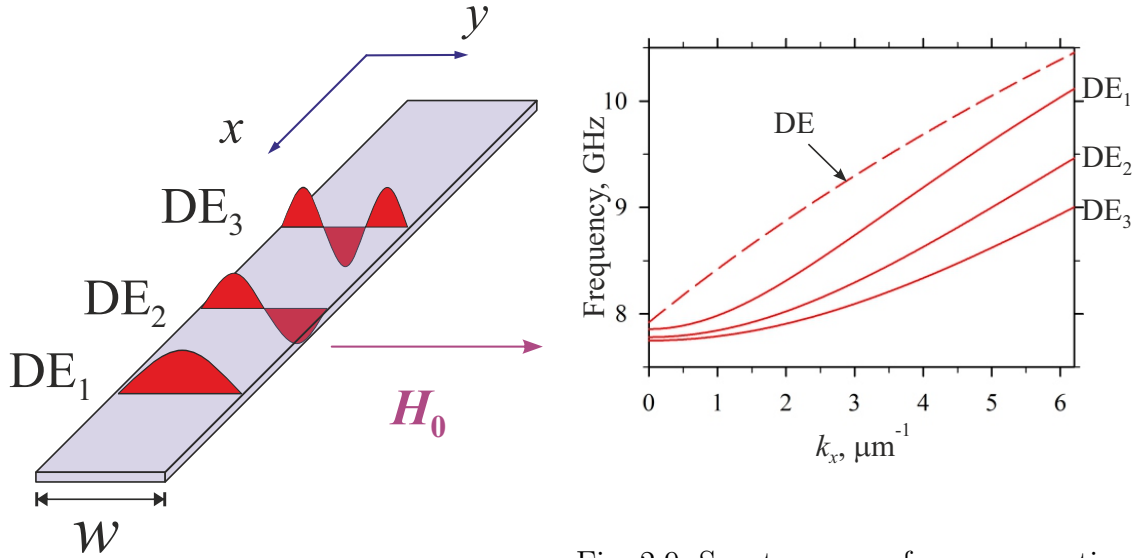 y
x
DE₃
DE₂
DE₁
H₀
w
Frequency, GHz
10
9
8
DE
DE₁
DE₂
DE₃
0 1 2 3 4 5 6
kₓ, μm⁻¹